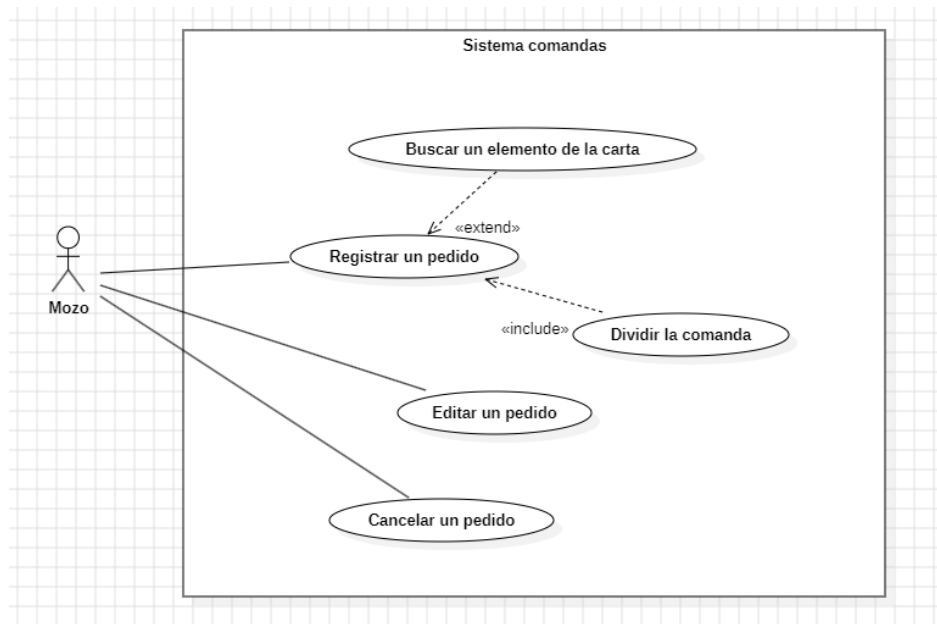 Sistema comandas
Buscar un elemento de la carta
«extend»
Registrar un pedido
Mozo
«include»
Dividir la comanda
Editar un pedido
Cancelar un pedido